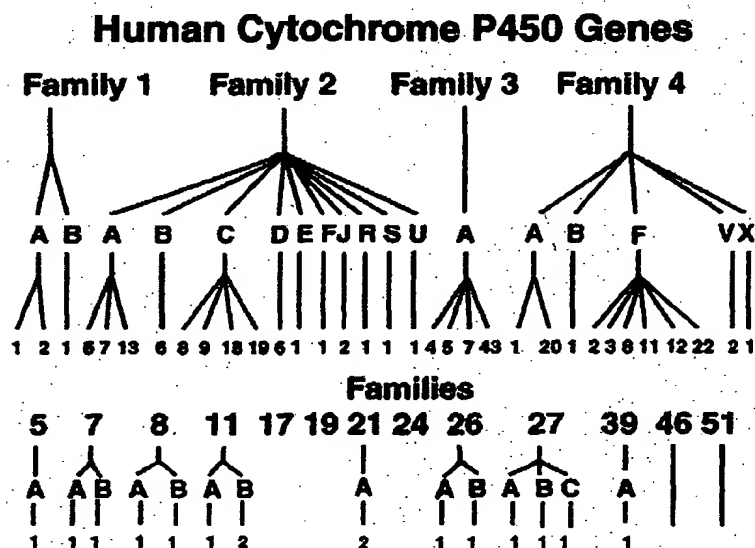 Human Cytochrome P450 Genes
Family 1 Family 2 Family 3 Family 4
A B A B C D E F J R S U A A B F V X
1 2 1 6 7 13 6 8 9 18 19 6 1 1 2 1 1 1 4 5 7 43 1 20 1 2 3 8 11 12 22 2 1
Families
5 7 8 11 17 19 21 24 26 27 39 46 51
A A B A B A B A A B A B C A
1 1 1 1 1 1 2 2 1 1 1 1 1 1